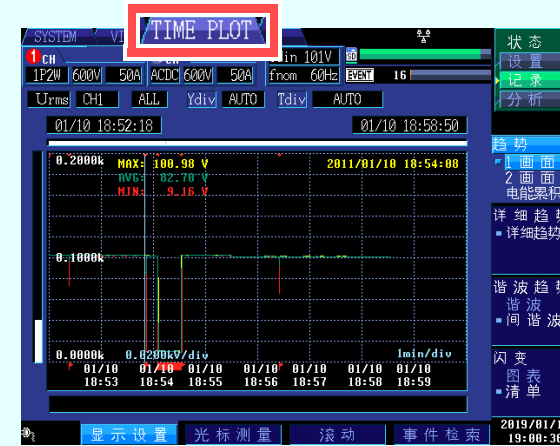 SYSTEM
VI
TIME PLOT
1 CH
din 101V
1P2W 600V 50A ACDC 600V 50A fnom 60Hz EVENT 16
Urms CH1 ALL Ydiv AUTO Tdiv AUTO
01/10 18:52:18 01/10 18:58:50
0.2000k MAX: 100.98 V 2011/01/10 18:54:08
AVG: 82.70 V
MIN: 9.16 V
0.1000k
0.0000k 0.0200kV/div 1min/div
01/10 01/10 01/10 01/10 01/10 01/10 01/10
18:53 18:54 18:55 18:56 18:57 18:58 18:59
显示设置 光标测量 滚动 事件检索
状态
设置
记录
分析
趋势
1画面
2画面
电能累积
详细趋势
详细趋势
谐波趋势
谐波
间谐波
闪变
图表
清单
2019/01/1
19:08:3